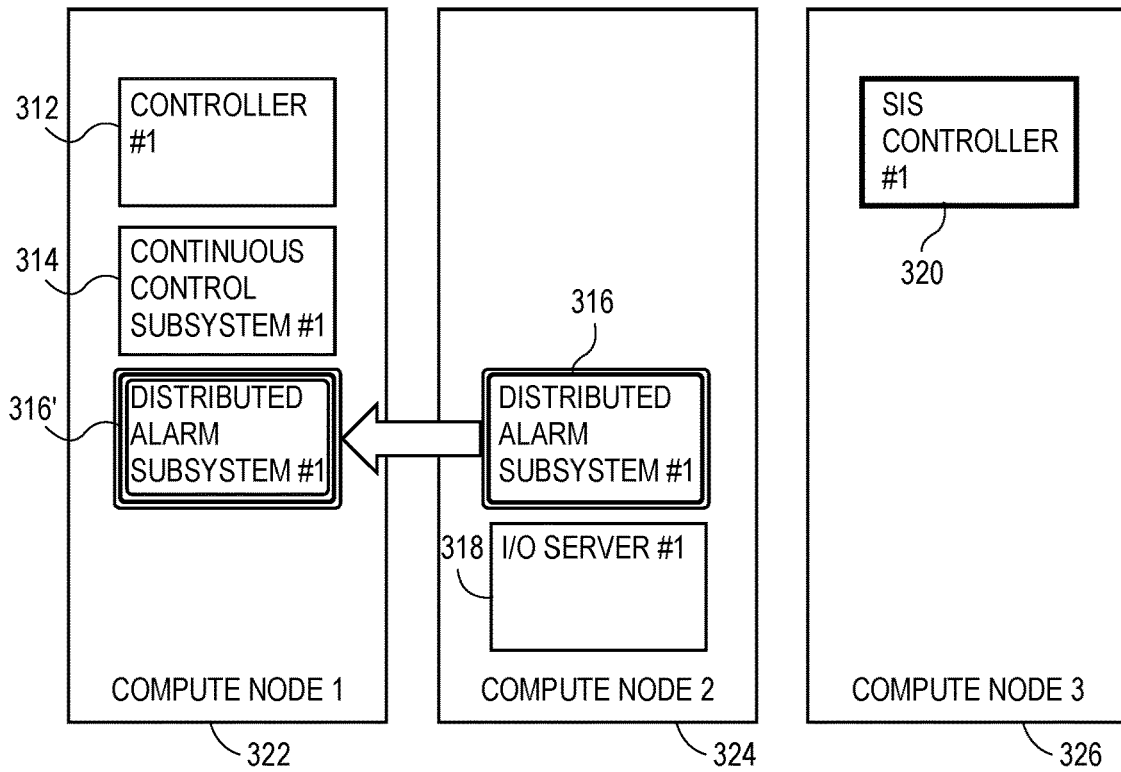 312
CONTROLLER
#1
314
CONTINUOUS
CONTROL
SUBSYSTEM #1
316'
DISTRIBUTED
ALARM
SUBSYSTEM #1
COMPUTE NODE 1
322
316
DISTRIBUTED
ALARM
SUBSYSTEM #1
318
I/O SERVER #1
COMPUTE NODE 2
324
SIS
CONTROLLER
#1
320
COMPUTE NODE 3
326